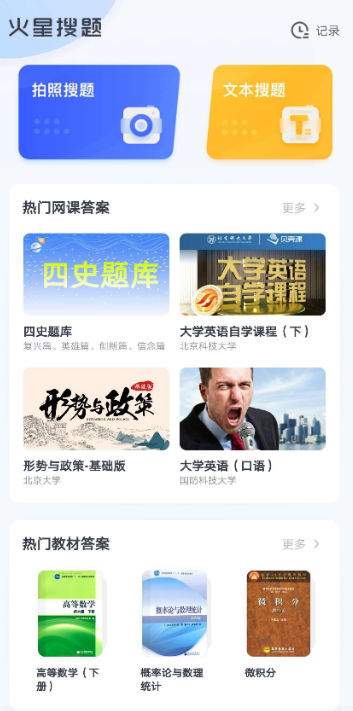 火星搜题
记录
拍照搜题
文本搜题
T
热门网课答案
更多
四史题库
大学英语
自学课程
贝壳课
四史题库
复兴篇、英雄篇、创新篇、信念篇
大学英语自学课程（下）
北京科技大学
形势与政策
形势与政策-基础版
北京大学
大学英语（口语）
国防科技大学
热门教材答案
更多
高等数学
概率论与数理统计
微积分
高等数学（下册）
概率论与数理统计
微积分